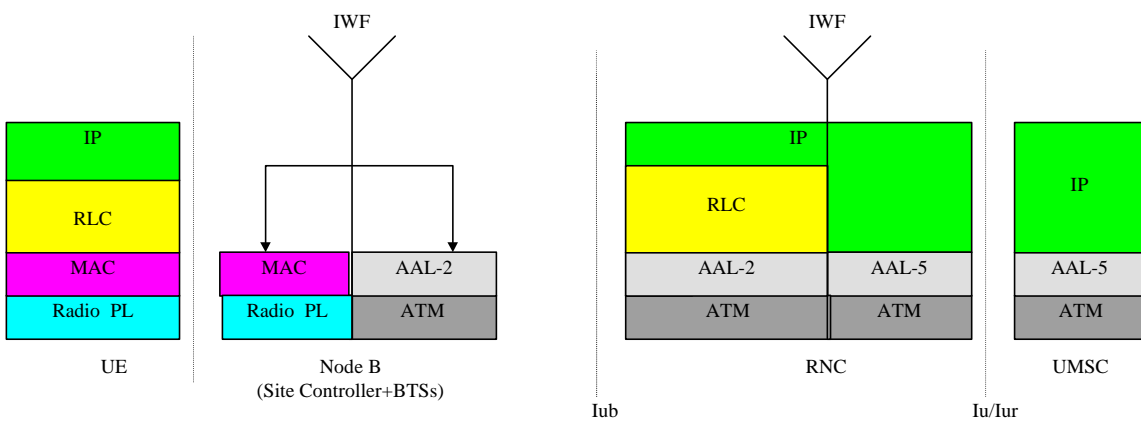 IWF
IWF
IP
IP
RLC
RLC
IP
MAC
MAC
AAL-2
AAL-2
AAL-5
AAL-5
Radio PL
Radio PL
ATM
ATM
ATM
ATM
UE
Node B
(Site Controller+BTSs)
RNC
UMSC
Iub
Iu/Iur